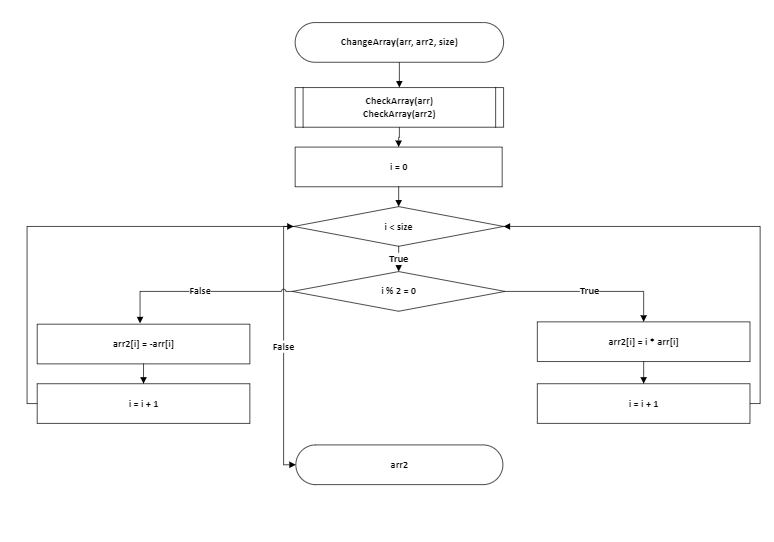 ChangeArray(arr, arr2, size)
CheckArray(arr)
CheckArray(arr2)
i = 0
i < size
True
False
i % 2 = 0
True
arr2[i] = -arr[i]
False
arr2[i] = i * arr[i]
i = i + 1
i = i + 1
arr2